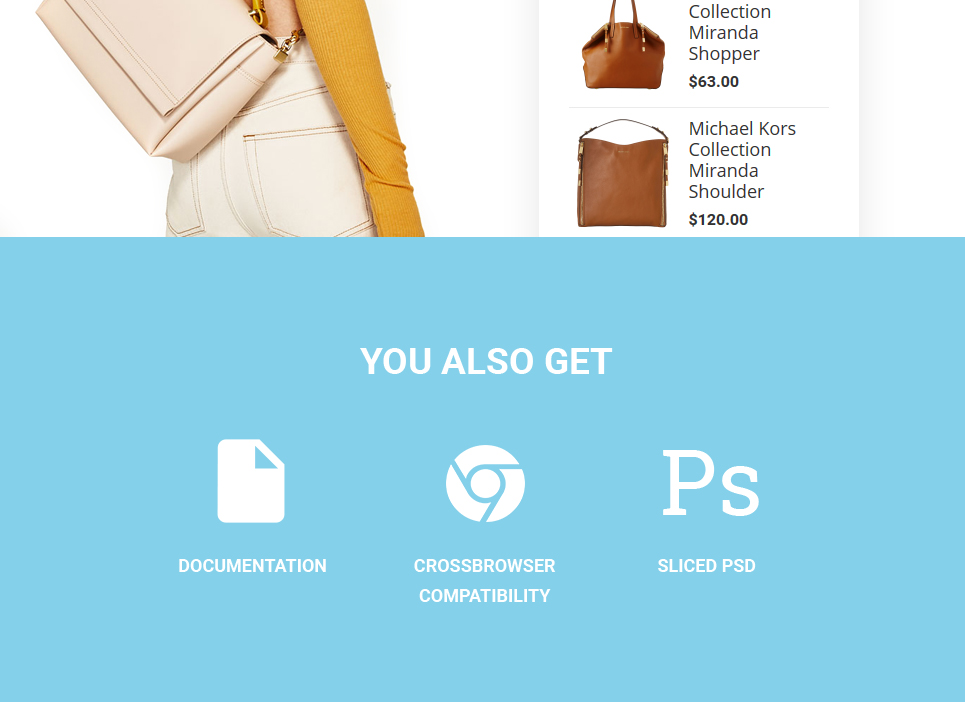 Collection
Miranda
Shopper
$63.00
Michael Kors
Collection
Miranda
Shoulder
$120.00
YOU ALSO GET
Ps
DOCUMENTATION
CROSSBROWSER
COMPATIBILITY
SLICED PSD